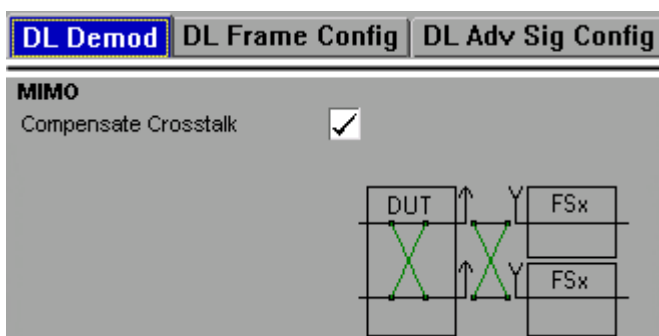 DL Demod DL Frame Config DL Adv Sig Config
MIMO
Compensate Crosstalk
DUT FSx
FSx